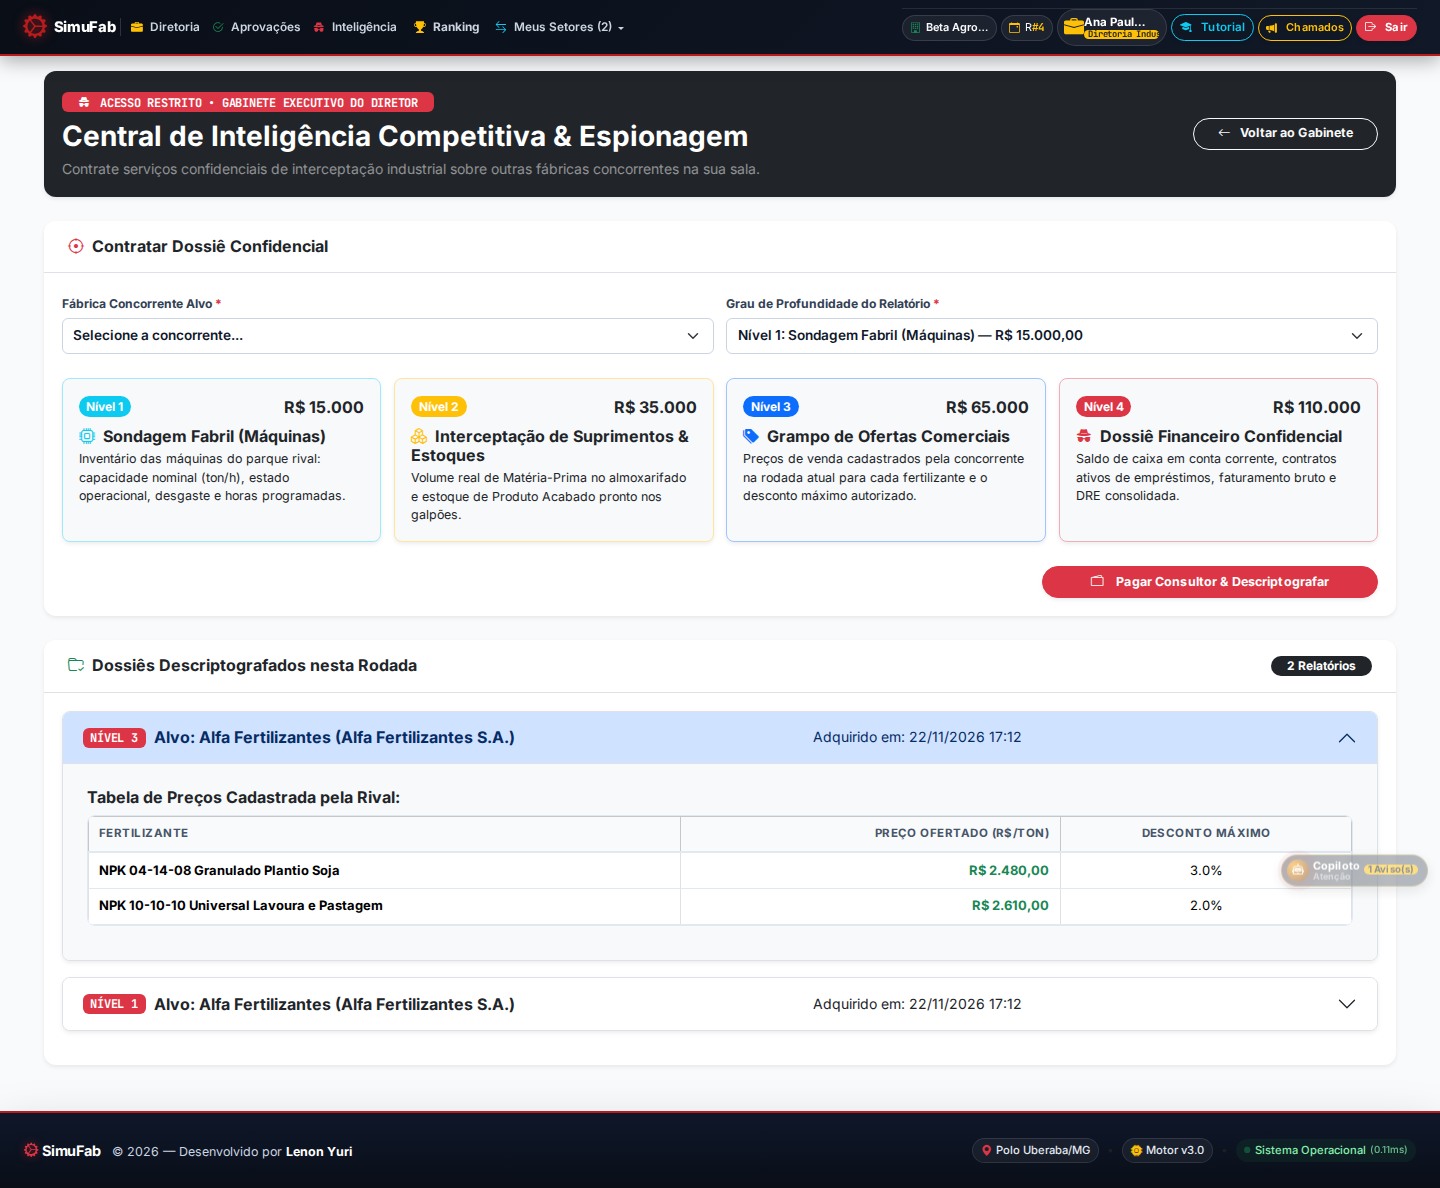 SimuFab
Diretoria
Aprovações
Inteligência
Ranking
Meus Setores (2)
Beta Agro...
R#4
Ana Paul...
Tutorial
Chamados
Sair
ACESSO RESTRITO • GABINETE EXECUTIVO DO DIRETOR
Central de Inteligência Competitiva & Espionagem
Contrate serviços confidenciais de interceptação industrial sobre outras fábricas concorrentes na sua sala.
Voltar ao Gabinete
Contratar Dossiê Confidencial
Fábrica Concorrente Alvo *
Selecione a concorrente...
Grau de Profundidade do Relatório *
Nível 1: Sondagem Fabril (Máquinas) — R$ 15.000,00
Nível 1
R$ 15.000
Sondagem Fabril (Máquinas)
Inventário das máquinas do parque rival:
capacidade nominal (ton/h), estado
operacional, desgaste e horas programadas.
Nível 2
R$ 35.000
Interceptação de Suprimentos &
Estoques
Volume real de Matéria-Prima no almoxarifado
e estoque de Produto Acabado pronto nos
galpões.
Nível 3
R$ 65.000
Grampo de Ofertas Comerciais
Preços de venda cadastrados pela concorrente
na rodada atual para cada fertilizante e o
desconto máximo autorizado.
Nível 4
R$ 110.000
Dossiê Financeiro Confidencial
Saldo de caixa em conta corrente, contratos
ativos de empréstimos, faturamento bruto e
DRE consolidada.
Pagar Consultor & Descriptografar
Dossiês Descriptografados nesta Rodada
2 Relatórios
NÍVEL 3
Alvo: Alfa Fertilizantes (Alfa Fertilizantes S.A.)
Adquirido em: 22/11/2026 17:12
Tabela de Preços Cadastrada pela Rival:
FERTILIZANTE
PREÇO OFERTADO (R$/TON)
DESCONTO MÁXIMO
NPK 04-14-08 Granulado Plantio Soja
R$ 2.480,00
3.0%
NPK 10-10-10 Universal Lavoura e Pastagem
R$ 2.610,00
2.0%
Copiloto
Atenção
1 Aviso(s)
NÍVEL 1
Alvo: Alfa Fertilizantes (Alfa Fertilizantes S.A.)
Adquirido em: 22/11/2026 17:12
SimuFab
© 2026 — Desenvolvido por Lenon Yuri
Polo Uberaba/MG
Motor v3.0
Sistema Operacional (0.11ms)